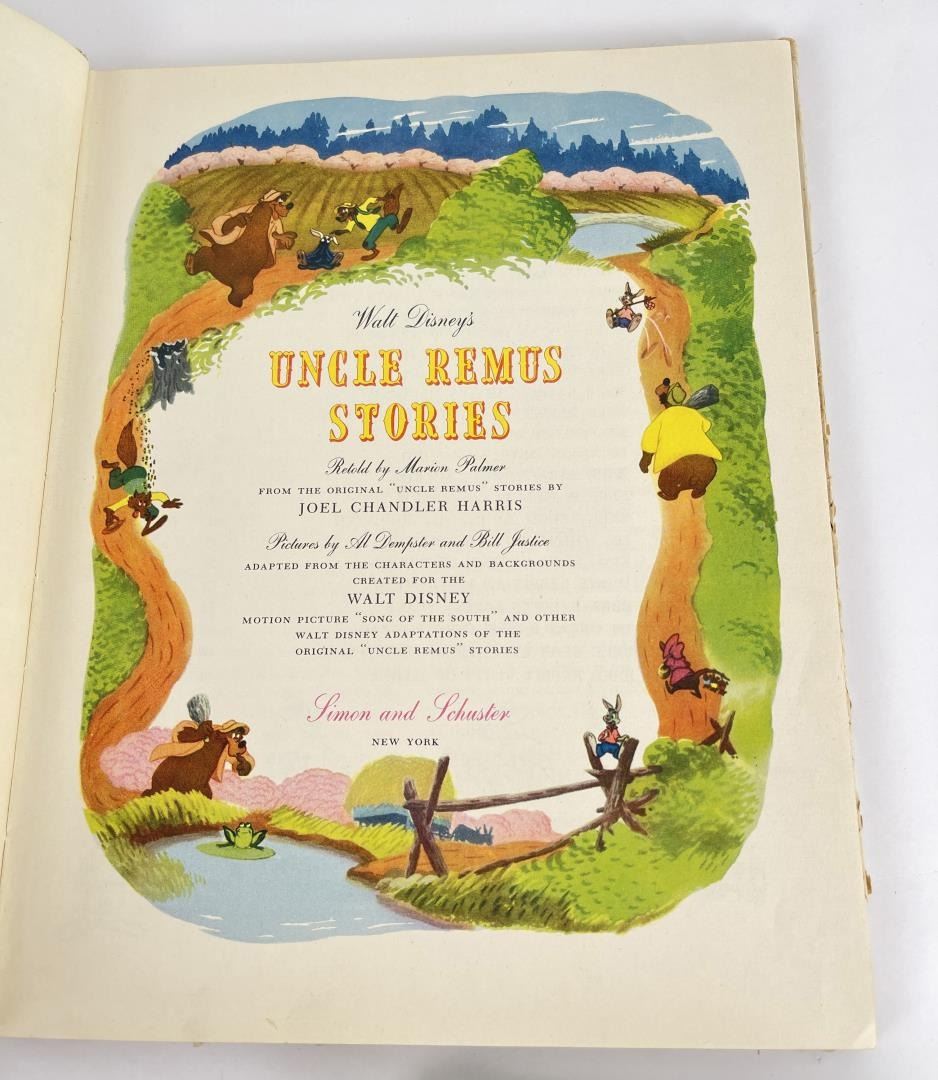 Walt Disney's
UNCLE REMUS
STORIES
Retold by Marion Palmer
FROM THE ORIGINAL "UNCLE REMUS" STORIES BY
JOEL CHANDLER HARRIS
Pictures by Al Dempster and Bill Justice
ADAPTED FROM THE CHARACTERS AND BACKGROUNDS
CREATED FOR THE
WALT DISNEY
MOTION PICTURE "SONG OF THE SOUTH" AND OTHER
WALT DISNEY ADAPTATIONS OF THE
ORIGINAL "UNCLE REMUS" STORIES
Simon and Schuster
NEW YORK